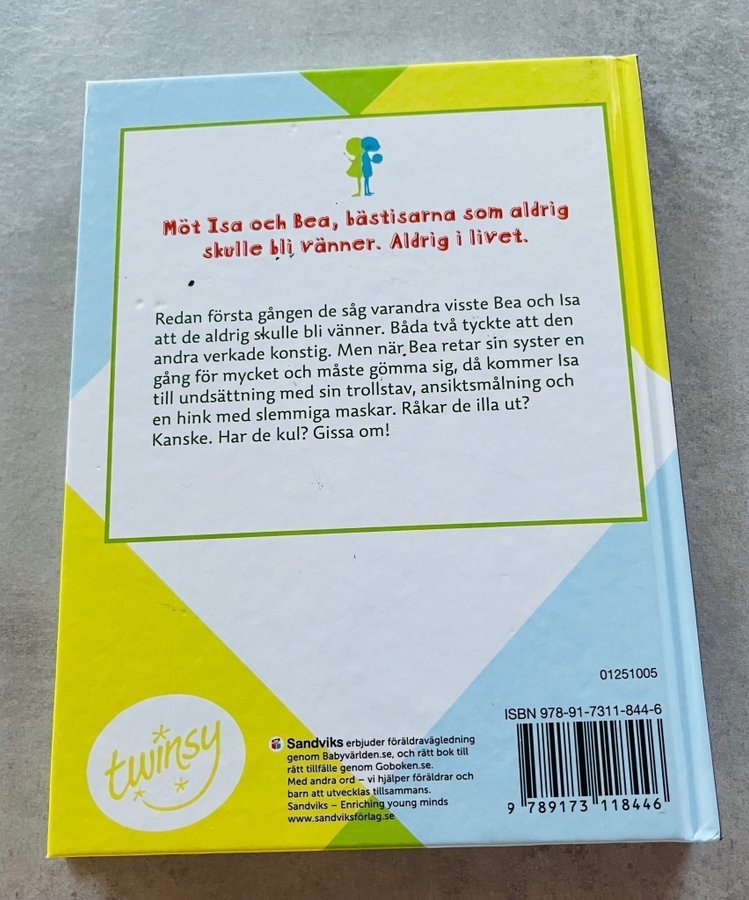 Möt Isa och Bea, bästisarna som aldrig
skulle bli vänner. Aldrig i livet.
Redan första gången de såg varandra visste Bea och Isa
att de aldrig skulle bli vänner. Båda två tyckte att den
andra verkade konstig. Men när Bea retar sin syster en
gång för mycket och måste gömma sig, då kommer Isa
till undsättning med sin trollstav, ansiktsmålning och
en hink med slemmiga maskar. Råkar de illa ut?
Kanske. Har de kul? Gissa om!
01251005
ISBN 978-91-7311-844-6
9 789173 118446
twinsy
Sandviks erbjuder föräldravägledning
genom Babyvärlden.se, och rätt bok till
rätt tillfälle genom Goboken.se.
Med andra ord – vi hjälper föräldrar och
barn att utvecklas tillsammans.
Sandviks – Enriching young minds
www.sandviksförlag.se